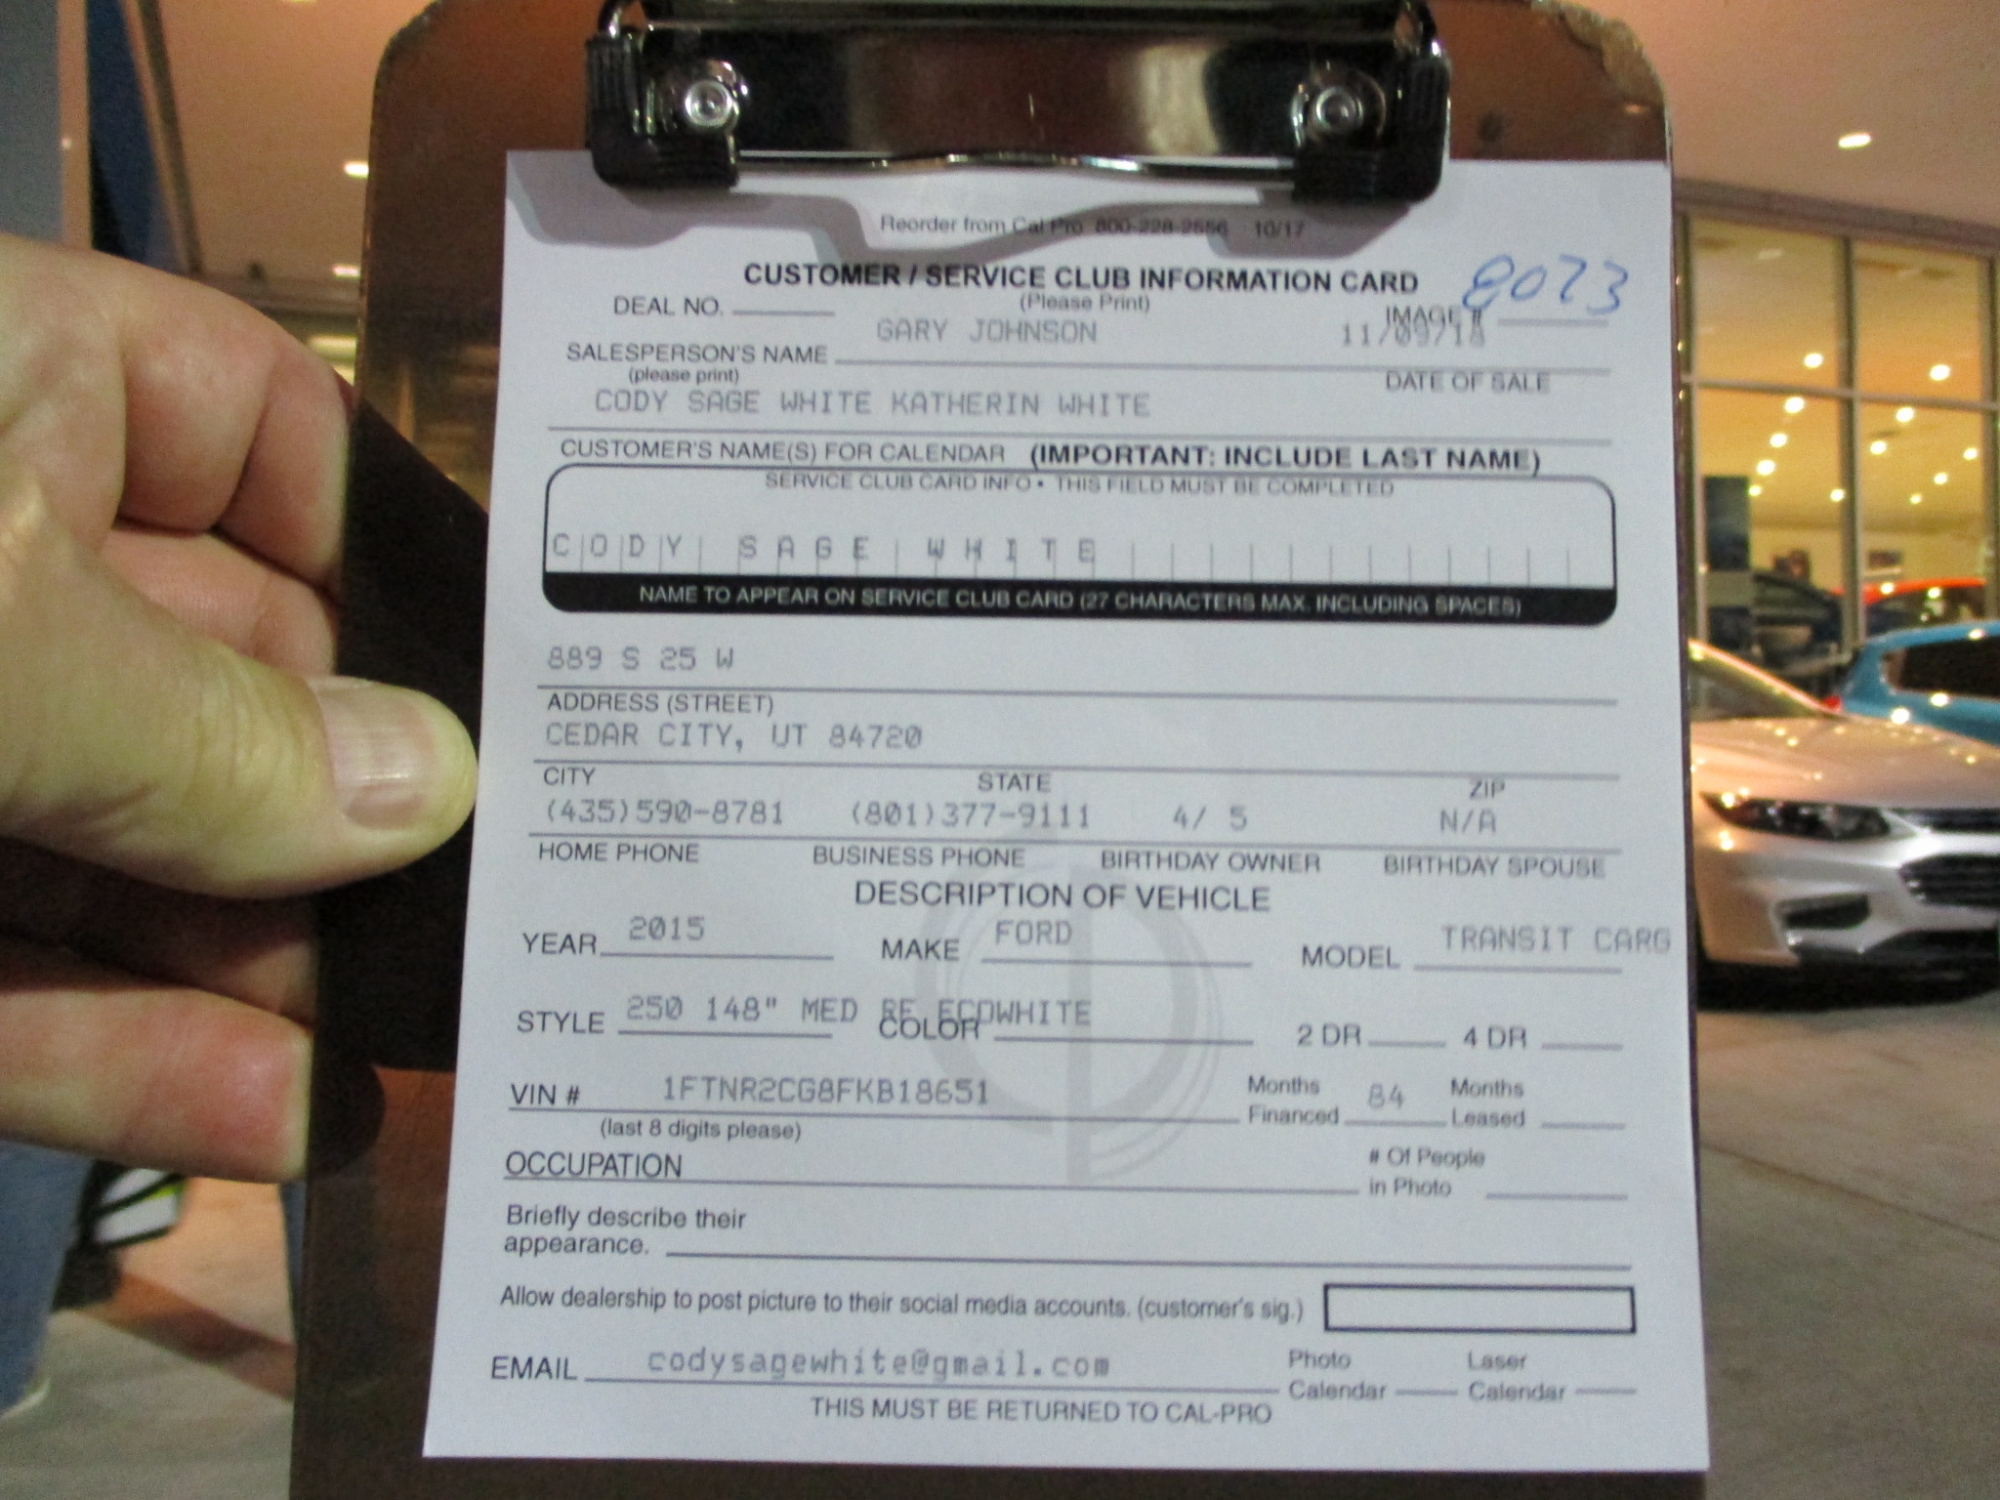 Reorder from Cal Pro 800-228-2556 10/17
CUSTOMER / SERVICE CLUB INFORMATION CARD 8073
DEAL NO. (Please Print) IMAGE #
GARY JOHNSON 11/09/18
SALESPERSON'S NAME
(please print) DATE OF SALE
CODY SAGE WHITE KATHERIN WHITE
CUSTOMER'S NAME(S) FOR CALENDAR (IMPORTANT: INCLUDE LAST NAME)
SERVICE CLUB CARD INFO • THIS FIELD MUST BE COMPLETED
CODY SAGE WHITE
NAME TO APPEAR ON SERVICE CLUB CARD (27 CHARACTERS MAX. INCLUDING SPACES)
889 S 25 W
ADDRESS (STREET)
CEDAR CITY, UT 84720
CITY STATE ZIP
(435)590-8781 (801)377-9111 4/ 5 N/A
HOME PHONE BUSINESS PHONE BIRTHDAY OWNER BIRTHDAY SPOUSE
DESCRIPTION OF VEHICLE
YEAR 2015 MAKE FORD MODEL TRANSIT CARG
STYLE 250 148" MED RE ECOWHITE
COLOR 2 DR 4 DR
VIN # 1FTNR2CG8FKB18651 Months Financed 84 Months Leased
(last 8 digits please)
OCCUPATION # Of People in Photo
Briefly describe their
appearance.
Allow dealership to post picture to their social media accounts. (customer's sig.)
EMAIL codysagewhite@gmail.com Photo Calendar Laser Calendar
THIS MUST BE RETURNED TO CAL-PRO